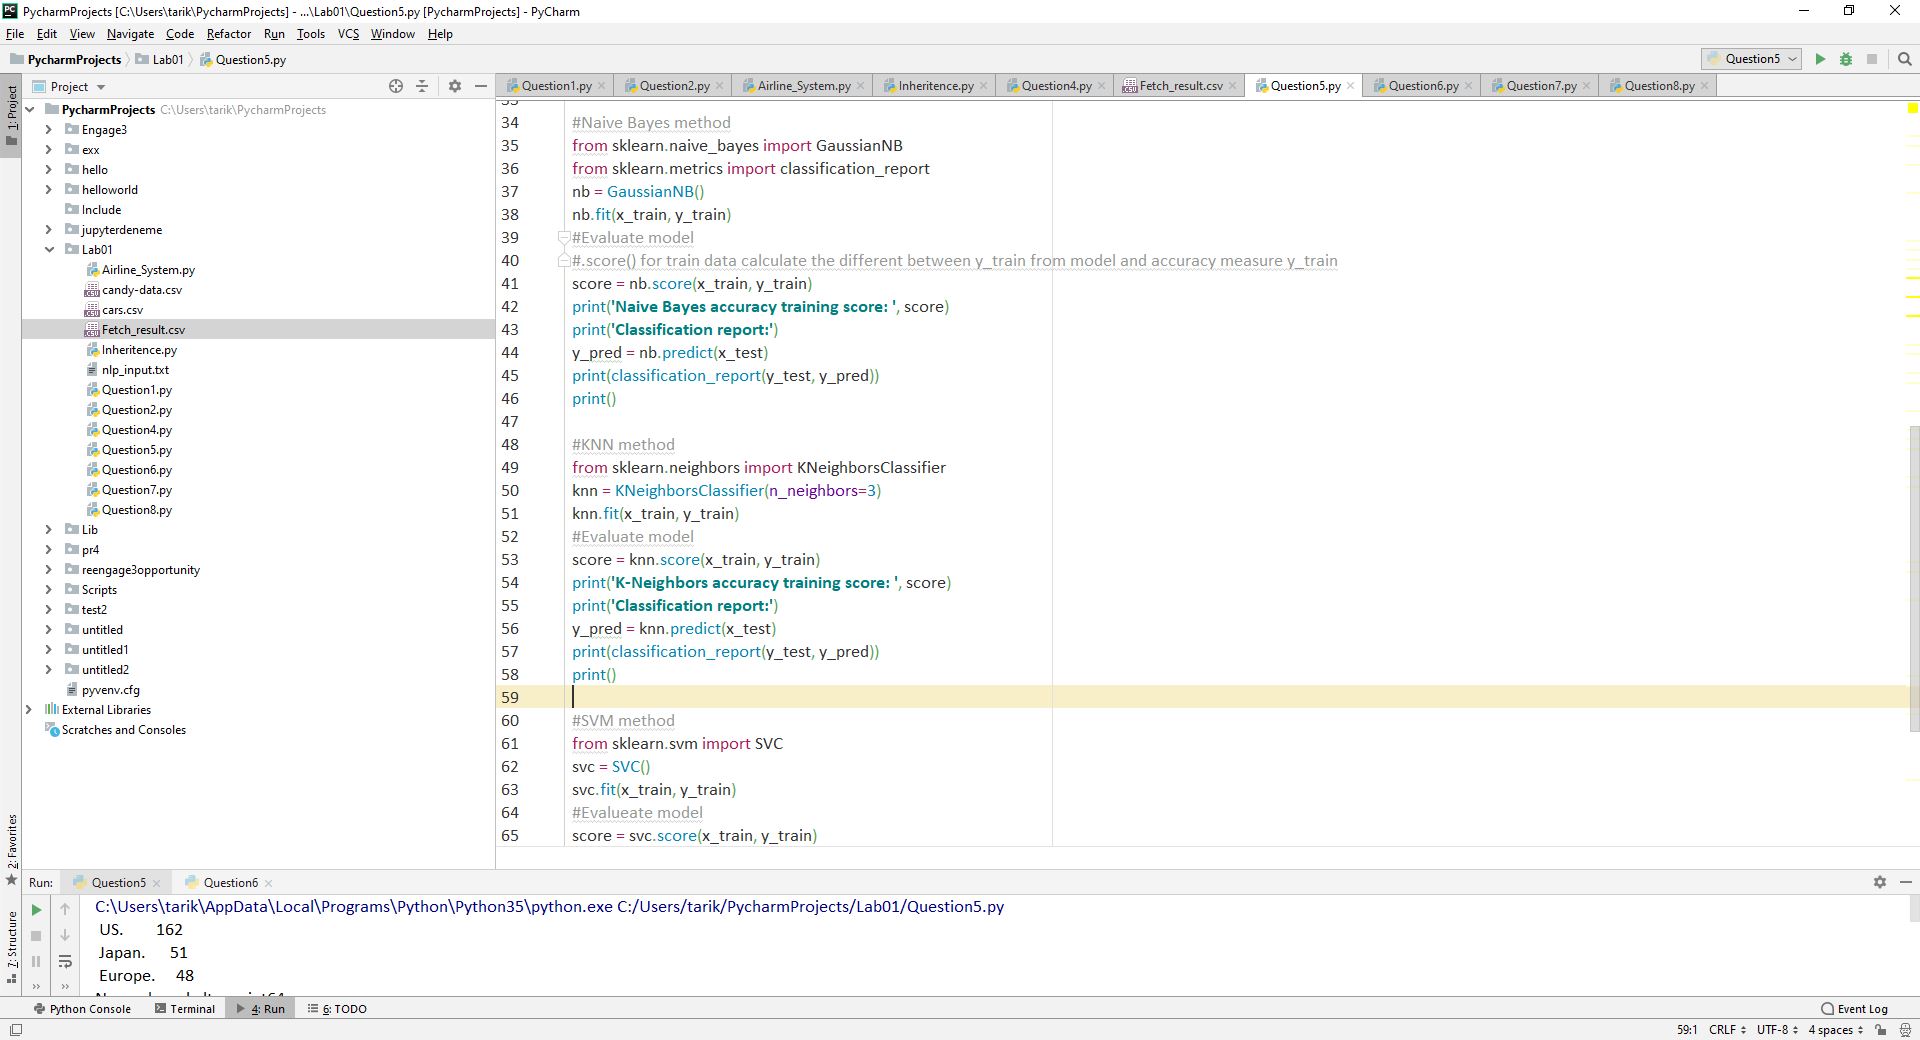 PycharmProjects [C:\Users\tarik\PycharmProjects] - ...\Lab01\Question5.py [PycharmProjects] - PyCharm
File Edit View Navigate Code Refactor Run Tools VCS Window Help
PycharmProjects Lab01 Question5.py Question5
Project
Question1.py Question2.py Airline_System.py Inheritence.py Question4.py Fetch_result.csv Question5.py Question6.py Question7.py Question8.py
1: Project
2: Favorites
7: Structure
PycharmProjects C:\Users\tarik\PycharmProjects
Engage3
exx
hello
helloworld
Include
jupyterdeneme
Lab01
Airline_System.py
candy-data.csv
cars.csv
Fetch_result.csv
Inheritence.py
nlp_input.txt
Question1.py
Question2.py
Question4.py
Question5.py
Question6.py
Question7.py
Question8.py
Lib
pr4
reengage3opportunity
Scripts
test2
untitled
untitled1
untitled2
pyvenv.cfg
External Libraries
Scratches and Consoles
34 #Naive Bayes method
35 from sklearn.naive_bayes import GaussianNB
36 from sklearn.metrics import classification_report
37 nb = GaussianNB()
38 nb.fit(x_train, y_train)
39 #Evaluate model
40 #.score() for train data calculate the different between y_train from model and accuracy measure y_train
41 score = nb.score(x_train, y_train)
42 print('Naive Bayes accuracy training score: ', score)
43 print('Classification report:')
44 y_pred = nb.predict(x_test)
45 print(classification_report(y_test, y_pred))
46 print()
47
48 #KNN method
49 from sklearn.neighbors import KNeighborsClassifier
50 knn = KNeighborsClassifier(n_neighbors=3)
51 knn.fit(x_train, y_train)
52 #Evaluate model
53 score = knn.score(x_train, y_train)
54 print('K-Neighbors accuracy training score: ', score)
55 print('Classification report:')
56 y_pred = knn.predict(x_test)
57 print(classification_report(y_test, y_pred))
58 print()
59
60 #SVM method
61 from sklearn.svm import SVC
62 svc = SVC()
63 svc.fit(x_train, y_train)
64 #Evalueate model
65 score = svc.score(x_train, y_train)
Run: Question5 Question6
C:\Users\tarik\AppData\Local\Programs\Python\Python35\python.exe C:/Users/tarik/PycharmProjects/Lab01/Question5.py
US. 162
Japan. 51
Europe. 48
Python Console Terminal 4: Run 6: TODO Event Log
59:1 CRLF UTF-8 4 spaces